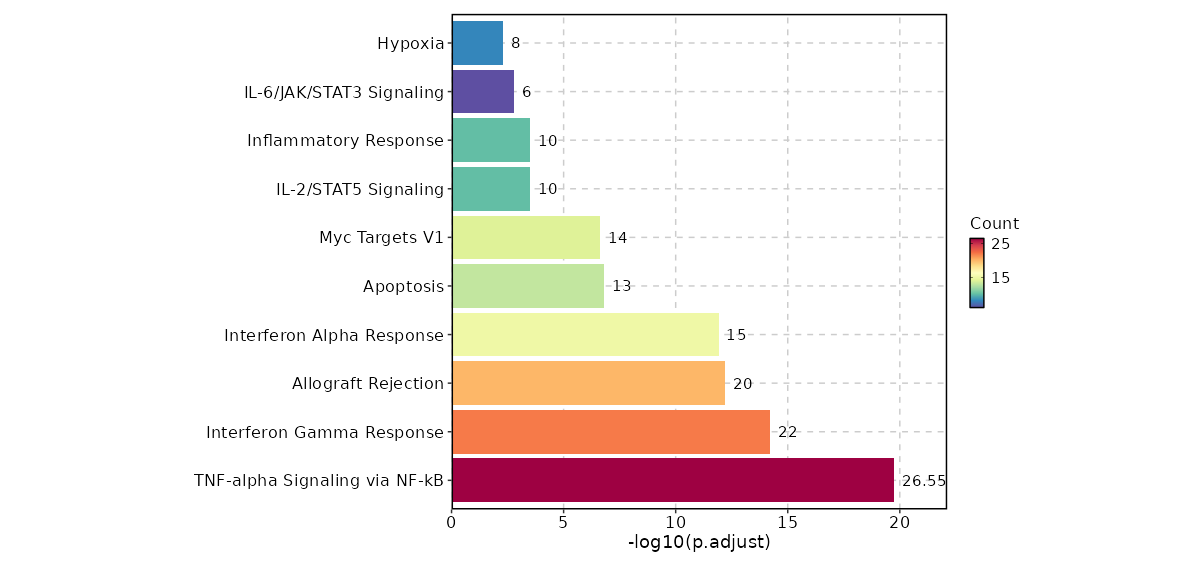 Hypoxia 8
IL-6/JAK/STAT3 Signaling 6
Inflammatory Response 10
IL-2/STAT5 Signaling 10
Myc Targets V1 14
Apoptosis 13
Interferon Alpha Response 15
Allograft Rejection 20
Interferon Gamma Response 22
TNF-alpha Signaling via NF-kB 26.55
0 5 10 15 20
-log10(p.adjust)
Count
25
15